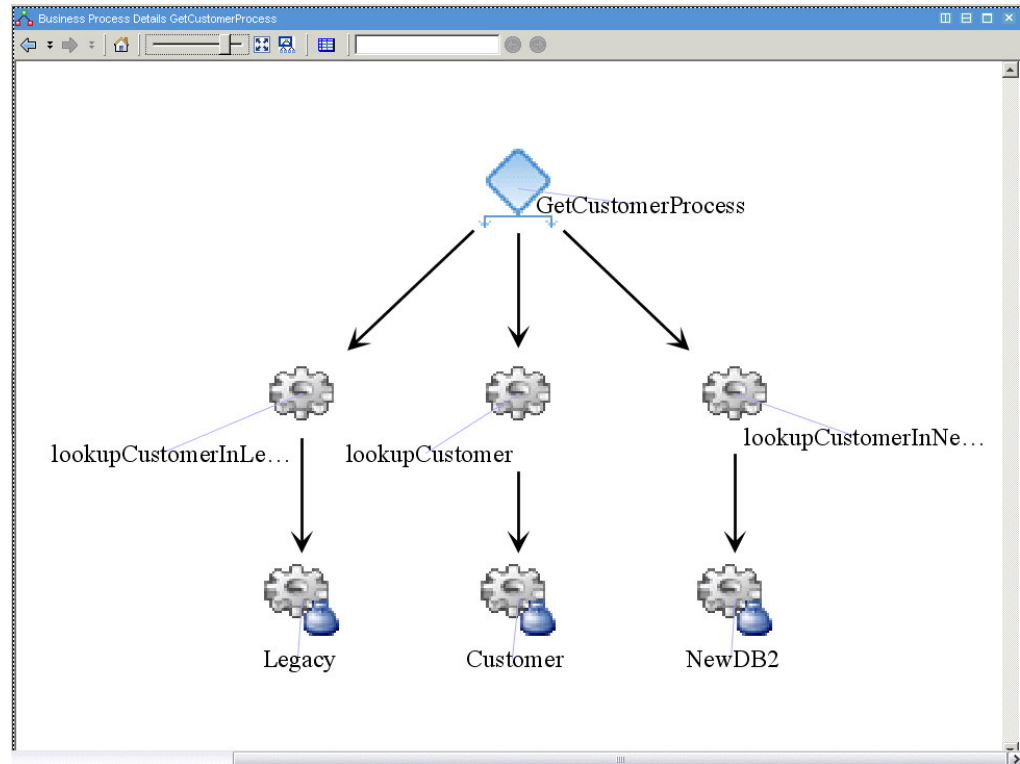 Business Process Details GetCustomerProcess
GetCustomerProcess
lookupCustomerInLe...
lookupCustomer
lookupCustomerInNe...
Legacy
Customer
NewDB2